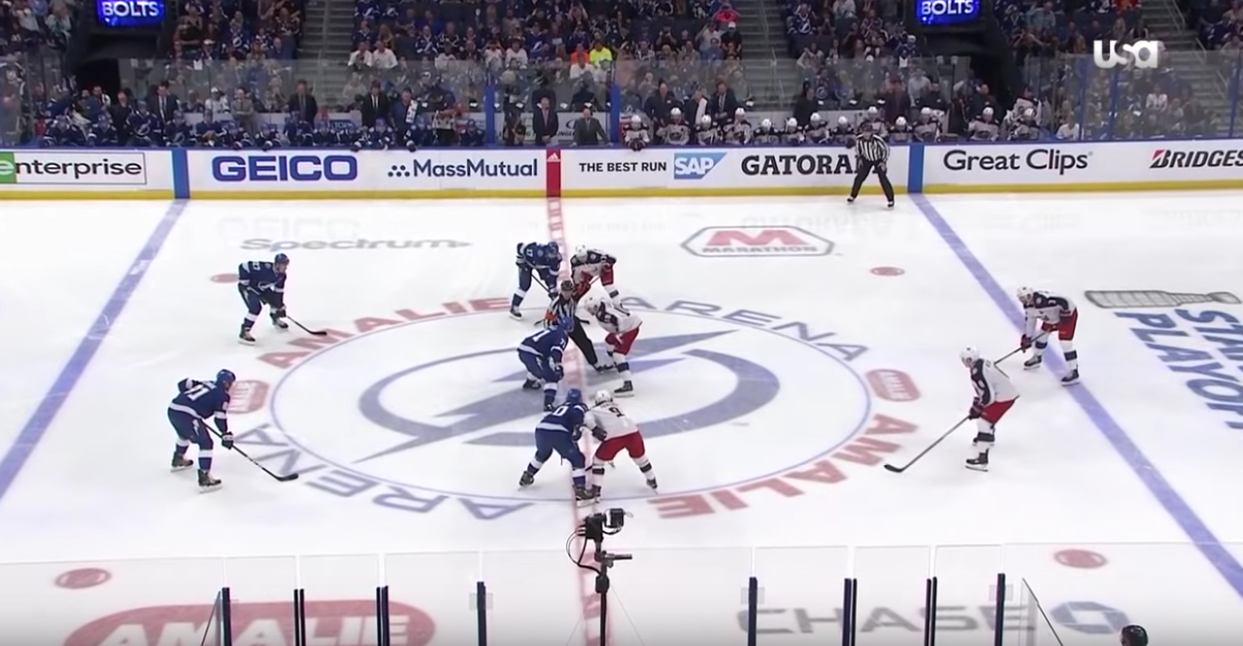 BOLTS
BOLTS
usa
enterprise
GEICO
MassMutual
THE BEST RUN SAP
GATORA
Great Clips
BRIDGES
Spectrum
M
MARATHON
AMALIE ARENA
AMALIE ARENA
AMALIE
CHASE